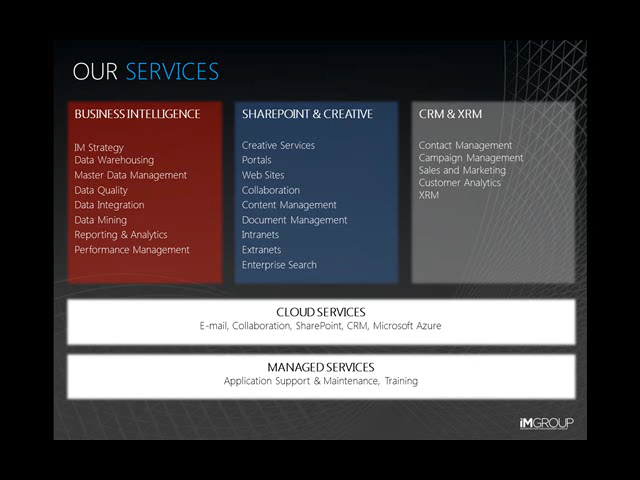 OUR SERVICES
BUSINESS INTELLIGENCE
IM Strategy
Data Warehousing
Master Data Management
Data Quality
Data Integration
Data Mining
Reporting & Analytics
Performance Management
SHAREPOINT & CREATIVE
Creative Services
Portals
Web Sites
Collaboration
Content Management
Document Management
Intranets
Extranets
Enterprise Search
CRM & XRM
Contact Management
Campaign Management
Sales and Marketing
Customer Analytics
XRM
CLOUD SERVICES
E-mail, Collaboration, SharePoint, CRM, Microsoft Azure
MANAGED SERVICES
Application Support & Maintenance, Training
iMGROUP